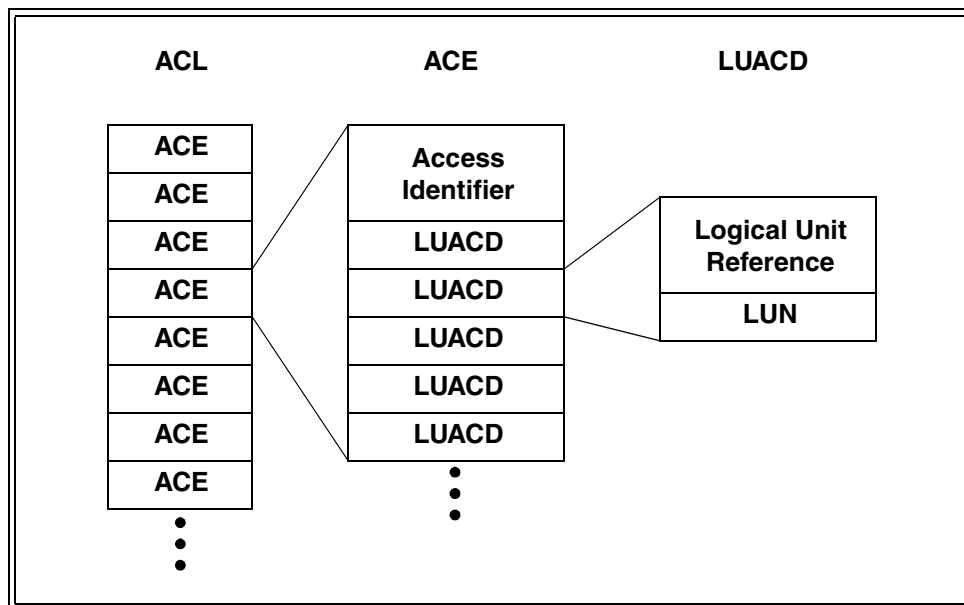 ACL
ACE
LUACD
ACE
ACE
ACE
ACE
ACE
ACE
ACE
ACE
Access
Identifier
LUACD
LUACD
LUACD
LUACD
LUACD
Logical Unit
Reference
LUN